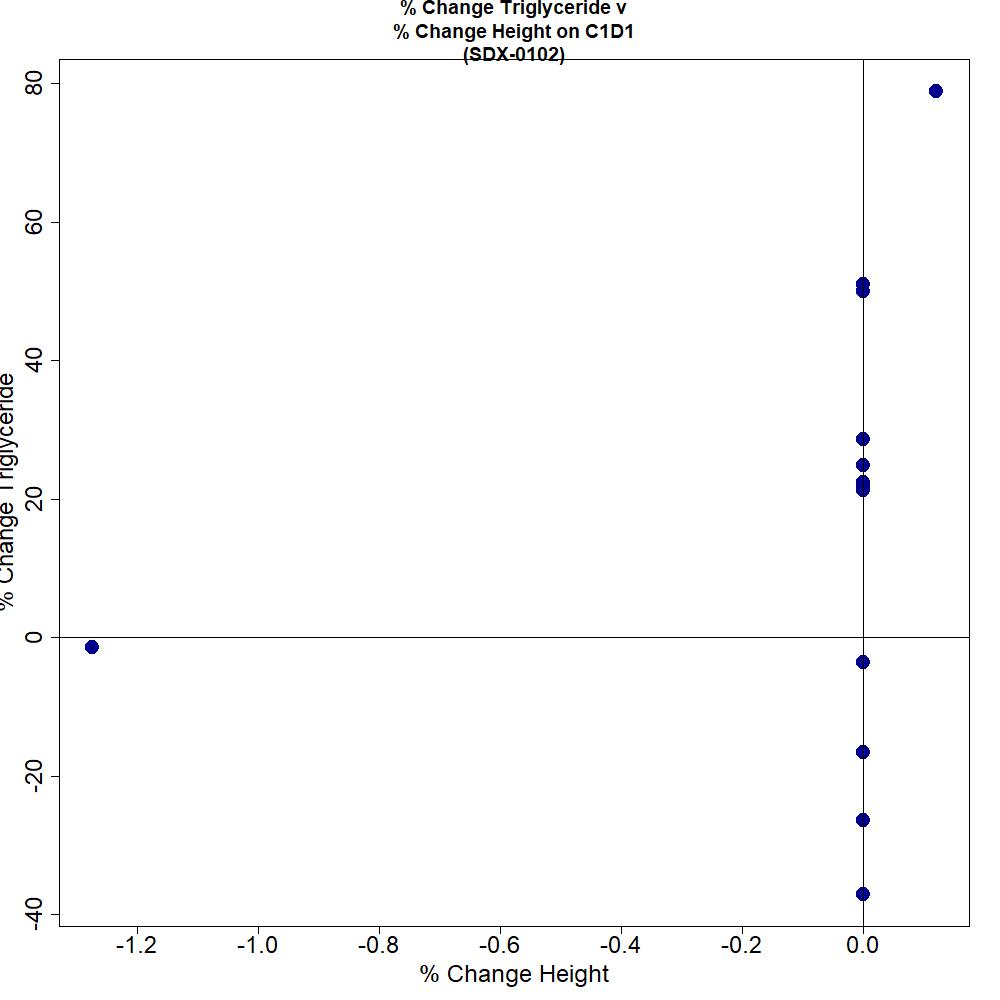 % Change Triglyceride v
% Change Height on C1D1
(SDX-0102)
% Change Triglyceride
80
60
40
20
0
-20
-40
-1.2
-1.0
-0.8
-0.6
-0.4
-0.2
0.0
% Change Height